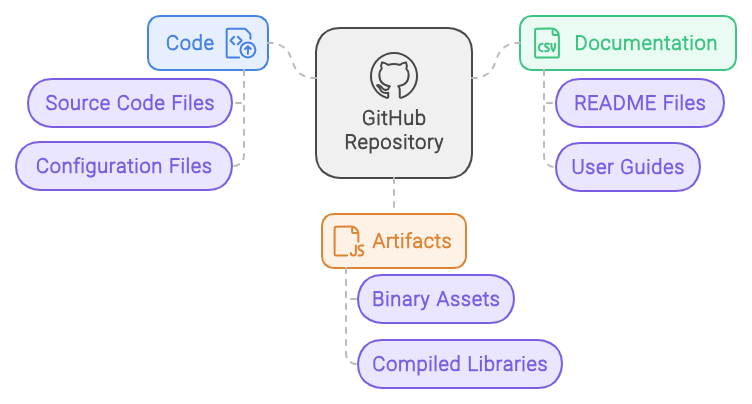 Code
Source Code Files
Configuration Files
GitHub
Repository
CSV
Documentation
README Files
User Guides
JS
Artifacts
Binary Assets
Compiled Libraries